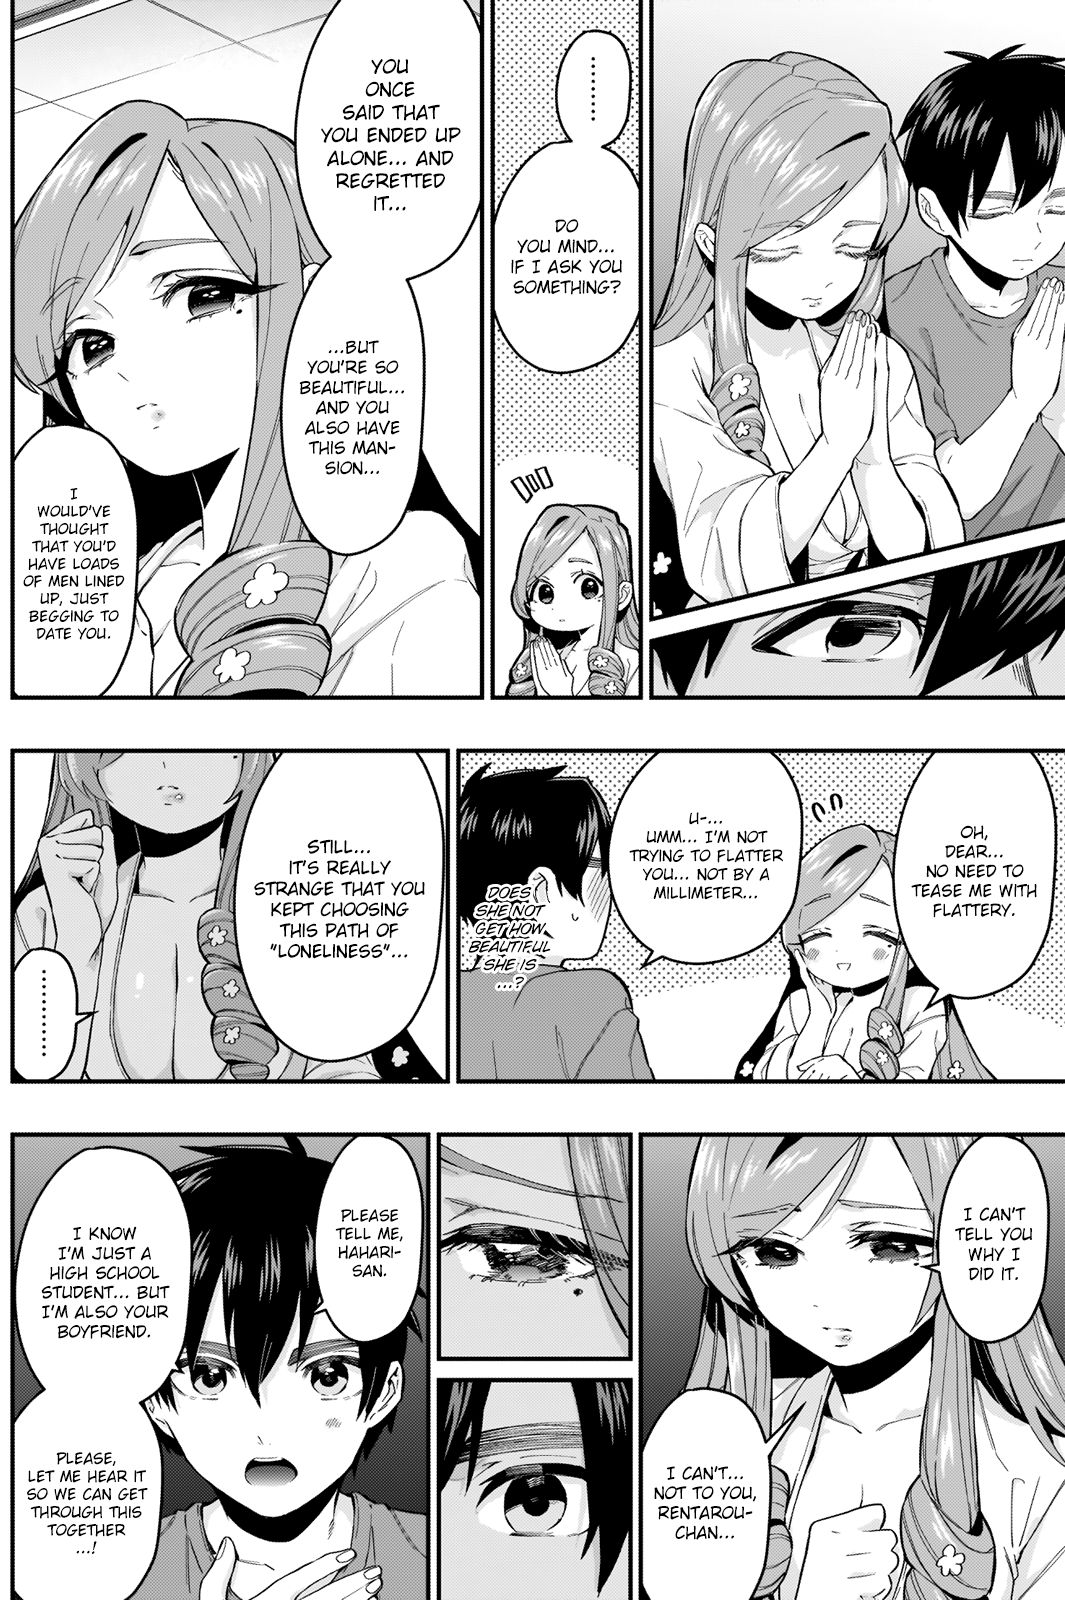 .........
DO
YOU MIND...
IF I ASK YOU
SOMETHING?
YOU
ONCE
SAID THAT
YOU ENDED UP
ALONE... AND
REGRETTED
IT...
...BUT
YOU'RE SO
BEAUTIFUL...
AND YOU
ALSO HAVE
THIS MAN-
SION...
I
WOULD'VE
THOUGHT
THAT YOU'D
HAVE LOADS
OF MEN LINED
UP, JUST
BEGGING TO
DATE YOU.
OH,
DEAR...
NO NEED TO
TEASE ME WITH
FLATTERY.
U-...
UMM... I'M NOT
TRYING TO FLATTER
YOU... NOT BY A
MILLIMETER...
DOES
SHE NOT
GET HOW
BEAUTIFUL
SHE IS
....?
STILL...
IT'S REALLY
STRANGE THAT YOU
KEPT CHOOSING
THIS PATH OF
"LONELINESS"...
.........
I CAN'T
TELL YOU
WHY I
DID IT.
I CAN'T...
NOT TO YOU,
RENTAROU-
CHAN...
PLEASE
TELL ME,
HAHARI-
SAN.
I KNOW
I'M JUST A
HIGH SCHOOL
STUDENT... BUT
I'M ALSO YOUR
BOYFRIEND.
PLEASE,
LET ME HEAR IT
SO WE CAN GET
THROUGH THIS
TOGETHER
...!